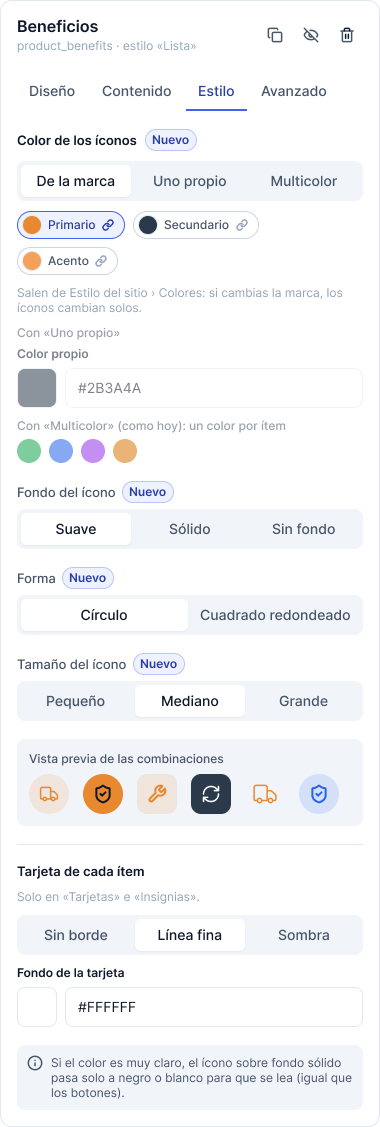 Beneficios
product_benefits · estilo «Lista»
Diseño
Contenido
Estilo
Avanzado
Color de los íconos
Nuevo
De la marca
Uno propio
Multicolor
Primario
Secundario
Acento
Salen de Estilo del sitio › Colores: si cambias la marca, los
íconos cambian solos.
Con «Uno propio»
Color propio
#2B3A4A
Con «Multicolor» (como hoy): un color por ítem
Fondo del ícono
Nuevo
Suave
Sólido
Sin fondo
Forma
Nuevo
Círculo
Cuadrado redondeado
Tamaño del ícono
Nuevo
Pequeño
Mediano
Grande
Vista previa de las combinaciones
Tarjeta de cada ítem
Solo en «Tarjetas» e «Insignias».
Sin borde
Línea fina
Sombra
Fondo de la tarjeta
#FFFFFF
Si el color es muy claro, el ícono sobre fondo sólido
pasa solo a negro o blanco para que se lea (igual que
los botones).